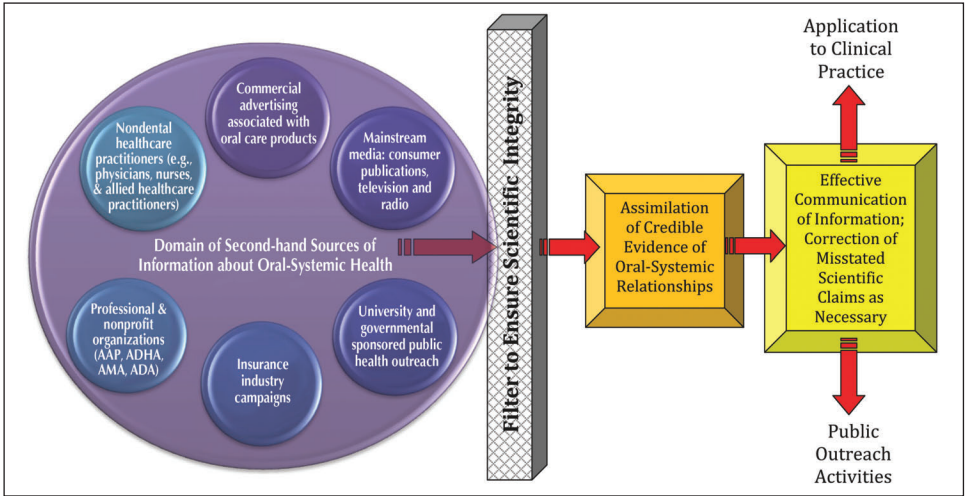 Commercial
advertising
associated with
oral care products
Nondental
healthcare
practitioners (e.g.,
physicians, nurses,
& allied healthcare
practitioners)
Mainstream
media: consumer
publications,
television and
radio
Domain of Second-hand Sources of
Information about Oral-Systemic Health
Professional &
nonprofit
organizations
(AAP, ADHA,
AMA, ADA)
Insurance
industry
campaigns
University and
governmental
sponsored public
health outreach
Filter to Ensure Scientific Integrity
Assimilation
of Credible
Evidence of
Oral-Systemic
Relationships
Application
to Clinical
Practice
Effective
Communication
of Information;
Correction of
Misstated
Scientific
Claims as
Necessary
Public
Outreach
Activities